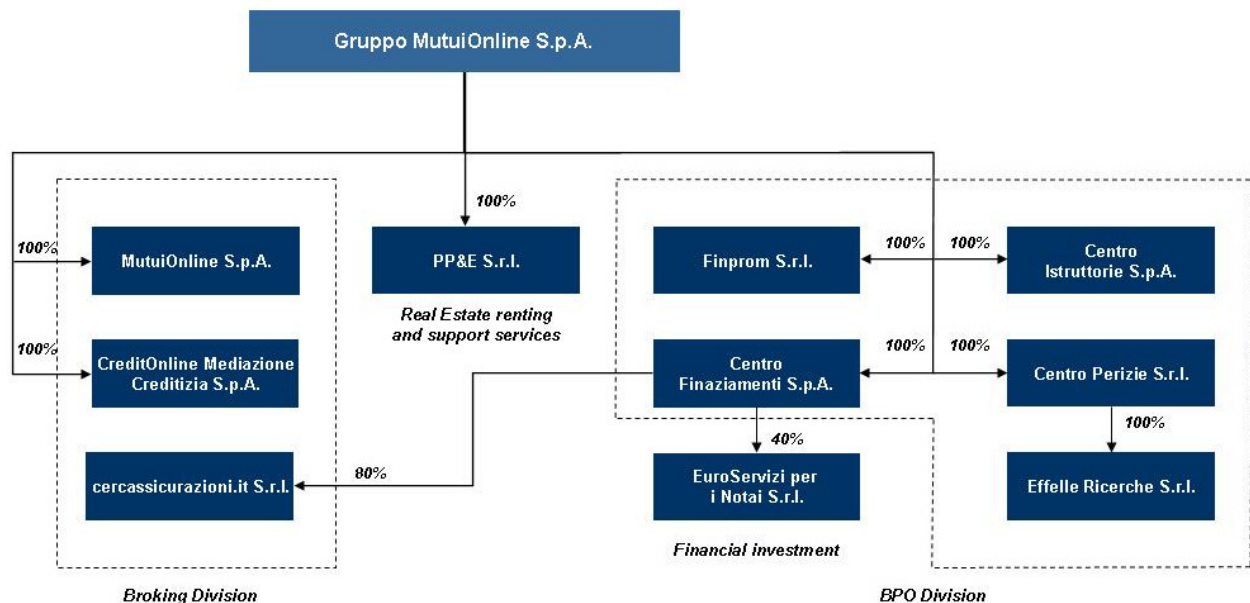 Gruppo MutuiOnline S.p.A.
100%
100%
MutuiOnline S.p.A.
PP&E S.r.l.
Finprom S.r.l.
100%
100%
Centro
Istruttorie S.p.A.
Real Estate renting
and support services
100%
CreditOnline Mediazione
Creditizia S.p.A.
Centro
Finaziamenti S.p.A.
100%
100%
Centro Perizie S.r.l.
40%
100%
cercassicurazioni.it S.r.l.
80%
EuroServizi per
i Notai S.r.l.
Effelle Ricerche S.r.l.
Financial investment
Broking Division
BPO Division